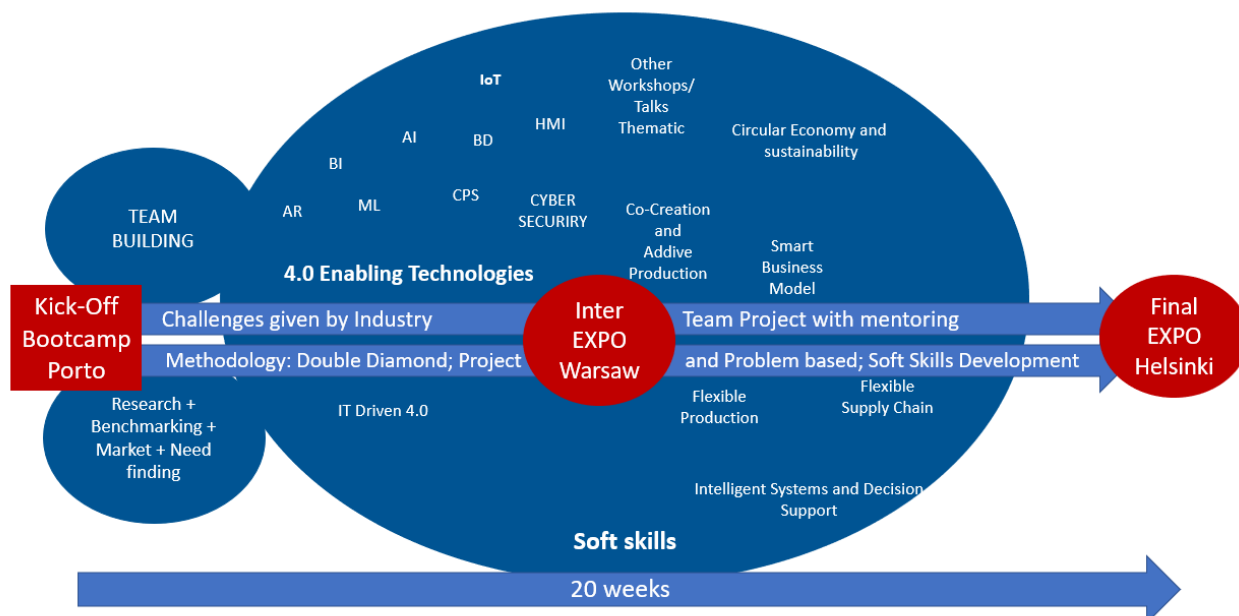 IoT
Other
Workshops/
Talks
Thematic
HMI
AI
BD
Circular Economy and
sustainability
BI
AR
ML
CPS
CYBER
SECURIRY
TEAM
BUILDING
Co-Creation
and
Addive
Production
Smart
Business
Model
4.0 Enabling Technologies
Kick-Off
Bootcamp
Porto
Challenges given by Industry
Inter
EXPO
Warsaw
Team Project with mentoring
Final
EXPO
Helsinki
Methodology: Double Diamond; Project
and Problem based; Soft Skills Development
Research +
Benchmarking +
Market + Need
finding
IT Driven 4.0
Flexible
Production
Flexible
Supply Chain
Intelligent Systems and Decision
Support
Soft skills
20 weeks